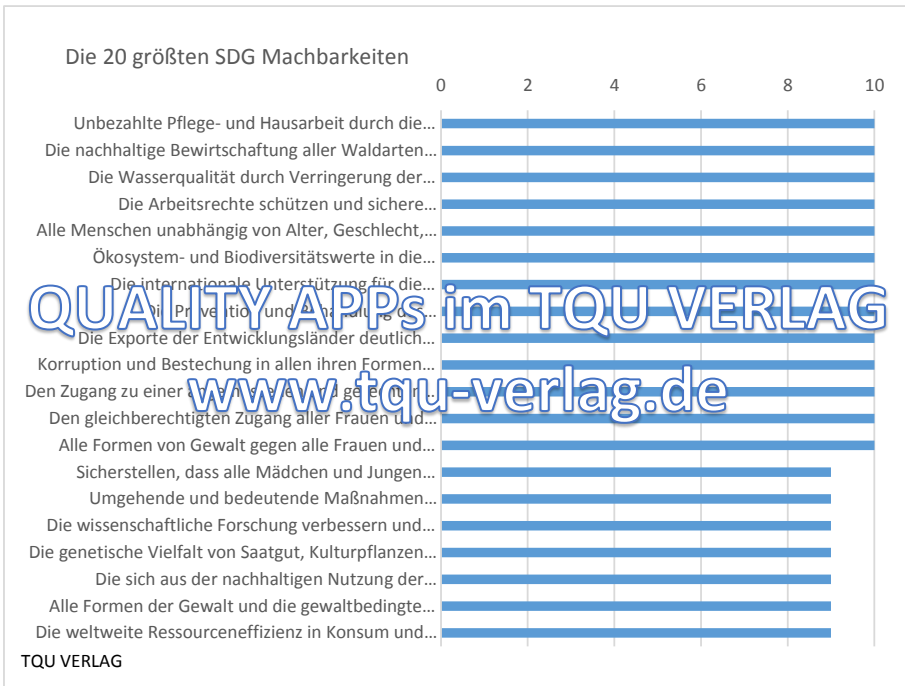 Die 20 größten SDG Machbarkeiten
0 2 4 6 8 10
Unbezahlte Pflege- und Hausarbeit durch die...
Die nachhaltige Bewirtschaftung aller Waldarten...
Die Wasserqualität durch Verringerung der...
Die Arbeitsrechte schützen und sichere...
Alle Menschen unabhängig von Alter, Geschlecht,...
Ökosystem- und Biodiversitätswerte in die...
Die internationale Unterstützung für die...
QUALITY APPs im TQU VERLAG
Die Prävention und Behandlung
Die Exporte der Entwicklungsländer deutlich...
Korruption und Bestechung in allen ihren Formen...
Den Zugang zu einer
www.tqu-verlag.de
Den gleichberechtigten Zugang aller Frauen und...
Alle Formen von Gewalt gegen alle Frauen und...
Sicherstellen, dass alle Mädchen und Jungen...
Umgehende und bedeutende Maßnahmen...
Die wissenschaftliche Forschung verbessern und...
Die genetische Vielfalt von Saatgut, Kulturpflanzen...
Die sich aus der nachhaltigen Nutzung der...
Alle Formen der Gewalt und die gewaltbedingte...
Die weltweite Ressourceneffizienz in Konsum und...
TQU VERLAG